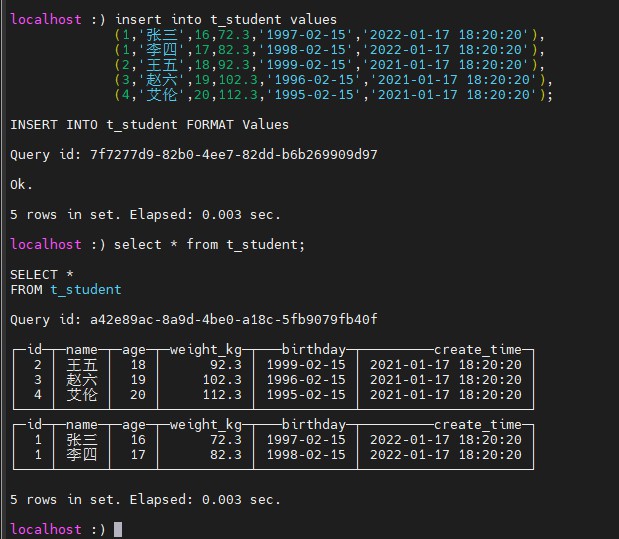 localhost :) insert into t_student values
(1,'张三',16,72.3,'1997-02-15','2022-01-17 18:20:20'),
(1,'李四',17,82.3,'1998-02-15','2022-01-17 18:20:20'),
(2,'王五',18,92.3,'1999-02-15','2021-01-17 18:20:20'),
(3,'赵六',19,102.3,'1996-02-15','2021-01-17 18:20:20'),
(4,'艾伦',20,112.3,'1995-02-15','2021-01-17 18:20:20');
INSERT INTO t_student FORMAT Values
Query id: 7f7277d9-82b0-4ee7-82dd-b6b269909d97
Ok.
5 rows in set. Elapsed: 0.003 sec.
localhost :) select * from t_student;
SELECT *
FROM t_student
Query id: a42e89ac-8a9d-4be0-a18c-5fb9079fb40f
┌─id─┬─name─┬─age─┬─weight_kg─┬───birthday─┬─────────create_time─┐
│ 2 │ 王五 │ 18 │ 92.3 │ 1999-02-15 │ 2021-01-17 18:20:20 │
│ 3 │ 赵六 │ 19 │ 102.3 │ 1996-02-15 │ 2021-01-17 18:20:20 │
│ 4 │ 艾伦 │ 20 │ 112.3 │ 1995-02-15 │ 2021-01-17 18:20:20 │
┌─id─┬─name─┬─age─┬─weight_kg─┬───birthday─┬─────────create_time─┐
│ 1 │ 张三 │ 16 │ 72.3 │ 1997-02-15 │ 2022-01-17 18:20:20 │
│ 1 │ 李四 │ 17 │ 82.3 │ 1998-02-15 │ 2022-01-17 18:20:20 │
5 rows in set. Elapsed: 0.003 sec.
localhost :)